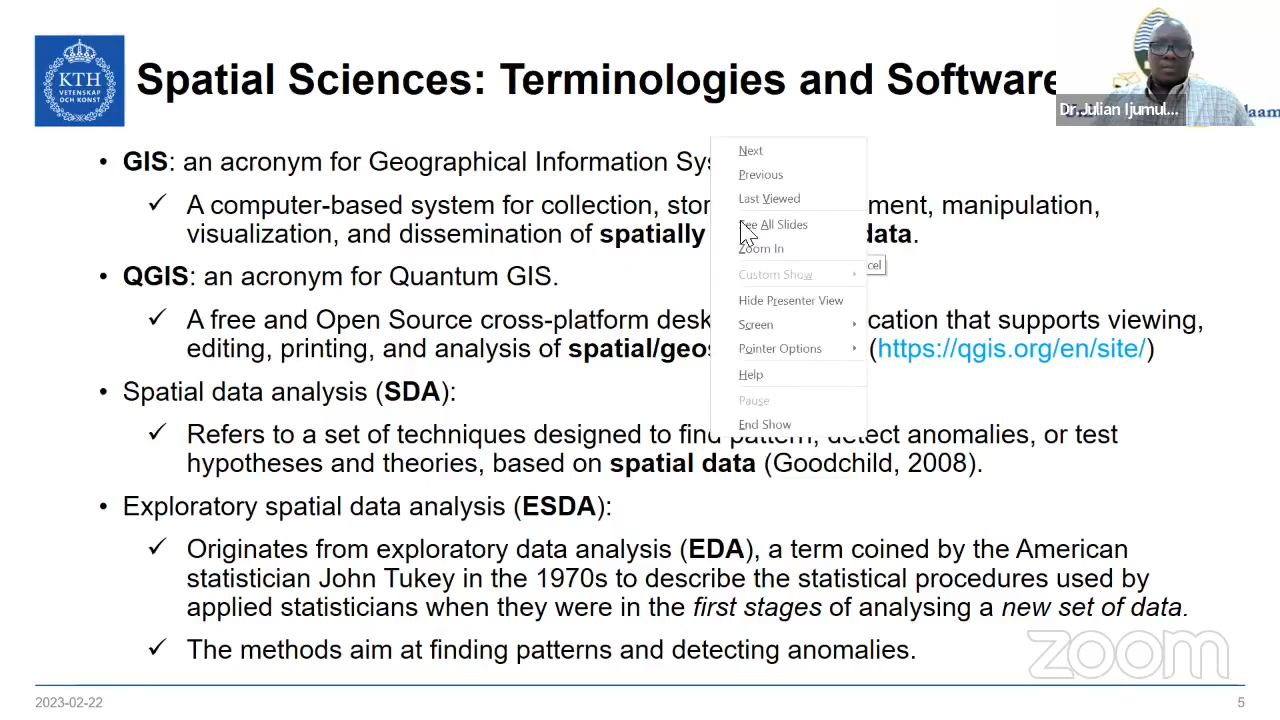 KTH
VETENSKAP
OCH KONST
Spatial Sciences: Terminologies and Software
Dr.Julian Ijumul...
laam
• GIS: an acronym for Geographical Information Sys
✓ A computer-based system for collection, stor ment, manipulation,
visualization, and dissemination of spatially data.
• QGIS: an acronym for Quantum GIS.
✓ A free and Open Source cross-platform desk cation that supports viewing,
editing, printing, and analysis of spatial/geos (https://qgis.org/en/site/)
• Spatial data analysis (SDA):
✓ Refers to a set of techniques designed to find pattern, detect anomalies, or test
hypotheses and theories, based on spatial data (Goodchild, 2008).
• Exploratory spatial data analysis (ESDA):
✓ Originates from exploratory data analysis (EDA), a term coined by the American
statistician John Tukey in the 1970s to describe the statistical procedures used by
applied statisticians when they were in the first stages of analysing a new set of data.
✓ The methods aim at finding patterns and detecting anomalies.
Next
Previous
Last Viewed
See All Slides
Zoom In
Custom Show
cel
Hide Presenter View
Screen
Pointer Options
Help
Pause
End Show
zoom
2023-02-22
5